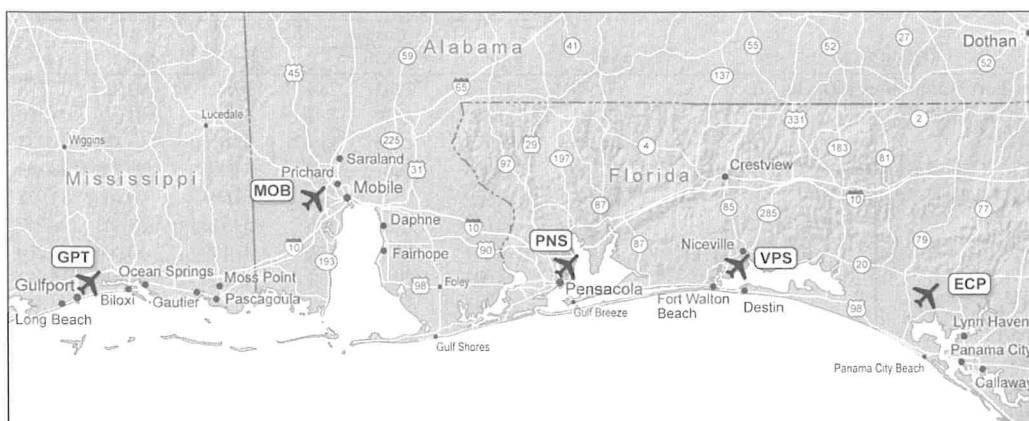 Alabama
41
55
52
27
Dothan
59
52
45
137
65
331
2
Lucedale
Wiggins
225
29
197
4
183
81
Saraland
31
97
Crestview
Mississippi
Prichard
Florida
MOB
Mobile
10
77
87
85
285
Daphne
10
PNS
Niceville
79
GPT
10
193
Fairhope
90
87
VPS
20
Ocean Springs
Moss Point
Gulfport
98
Foley
Pensacola
ECP
Biloxi
Gautier
Pascagoula
Gulf Breeze
Fort Walton
Beach
Destin
98
Long Beach
Lynn Haven
Gulf Shores
Panama City
Panama City Beach
Callaway